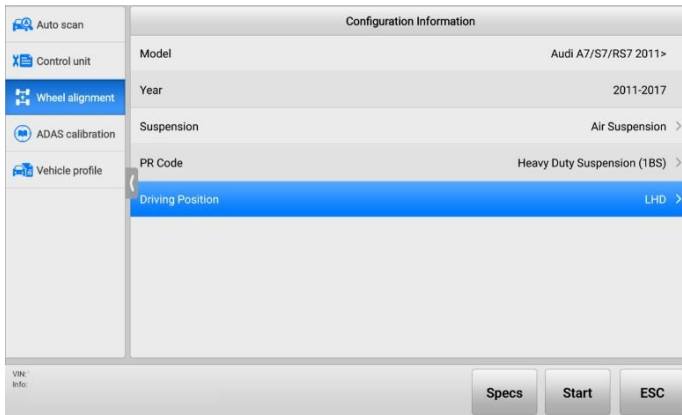 Auto scan
Control unit
Wheel alignment
ADAS calibration
Vehicle profile
Configuration Information
Model Audi A7/S7/RS7 2011>
Year 2011-2017
Suspension Air Suspension
PR Code Heavy Duty Suspension (1BS)
Driving Position LHD
VIN:
Info:
Specs Start ESC